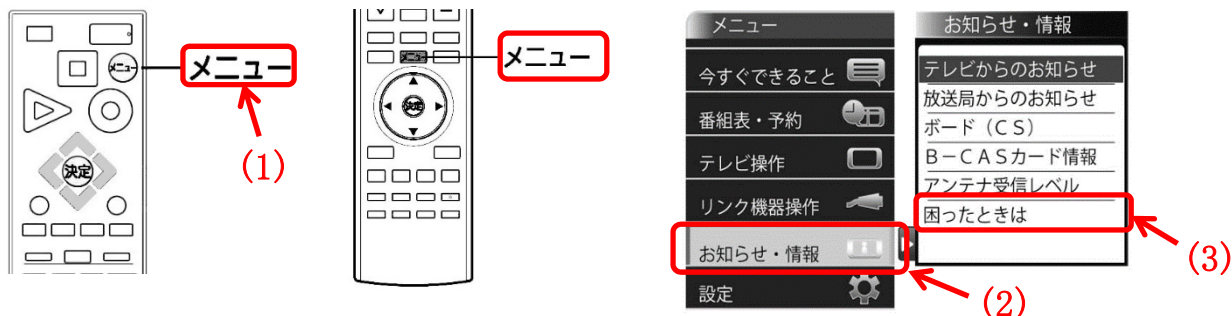 メニュー
メニュー
(1)
決定
メニュー
メニュー
決定
メニュー
今すぐできること
番組表・予約
テレビ操作
リンク機器操作
お知らせ・情報
設定
(2)
お知らせ・情報
テレビからのお知らせ
放送局からのお知らせ
ボード（ＣＳ）
Ｂ－ＣＡＳカード情報
アンテナ受信レベル
困ったときは
(3)